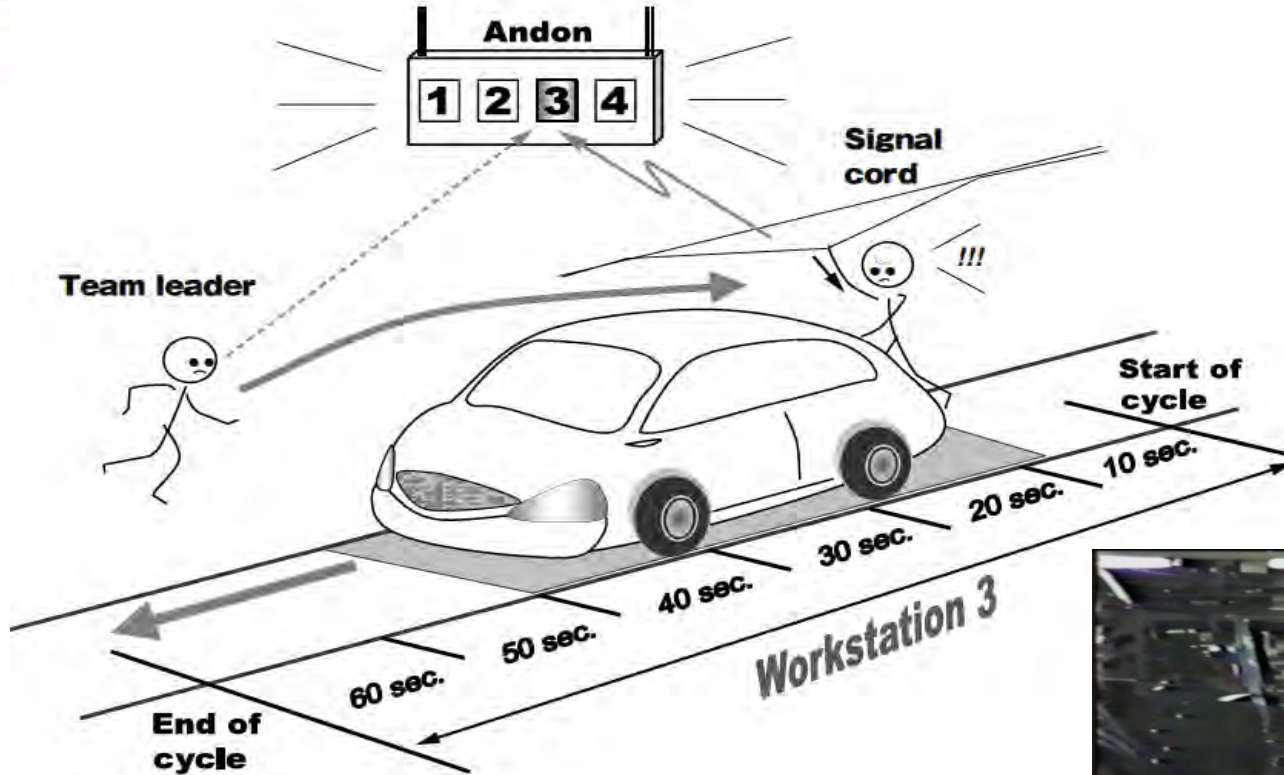 Andon
1 2 3 4
Signal
cord
!!!
Team leader
Start of
cycle
10 sec.
20 sec.
30 sec.
40 sec.
50 sec.
60 sec.
Workstation 3
End of
cycle